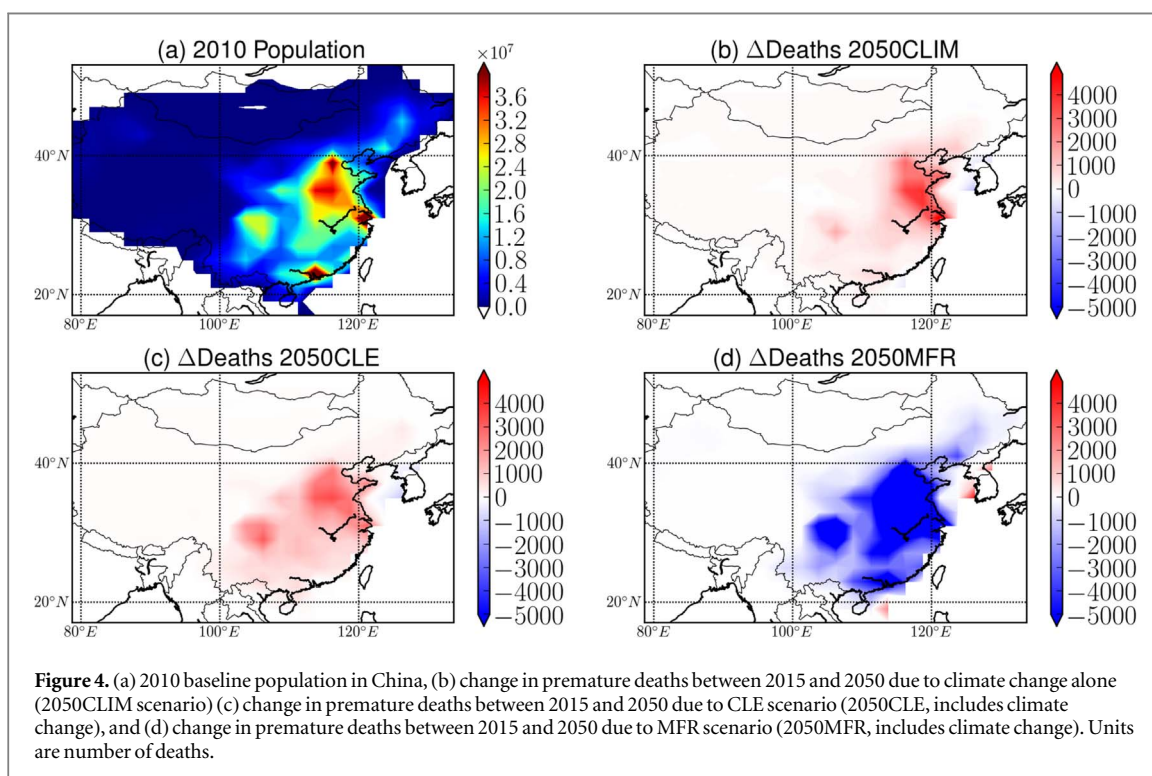 (a) 2010 Population
×10⁷
3.6
3.2
2.8
2.4
2.0
1.6
1.2
0.8
0.4
0.0
40°N
20°N
80°E 100°E 120°E
(b) ΔDeaths 2050CLIM
4000
3000
2000
1000
0
−1000
−2000
−3000
−4000
−5000
40°N
20°N
80°E 100°E 120°E
(c) ΔDeaths 2050CLE
4000
3000
2000
1000
0
−1000
−2000
−3000
−4000
−5000
40°N
20°N
80°E 100°E 120°E
(d) ΔDeaths 2050MFR
4000
3000
2000
1000
0
−1000
−2000
−3000
−4000
−5000
40°N
20°N
80°E 100°E 120°E
Figure 4. (a) 2010 baseline population in China, (b) change in premature deaths between 2015 and 2050 due to climate change alone
(2050CLIM scenario) (c) change in premature deaths between 2015 and 2050 due to CLE scenario (2050CLE, includes climate
change), and (d) change in premature deaths between 2015 and 2050 due to MFR scenario (2050MFR, includes climate change). Units
are number of deaths.